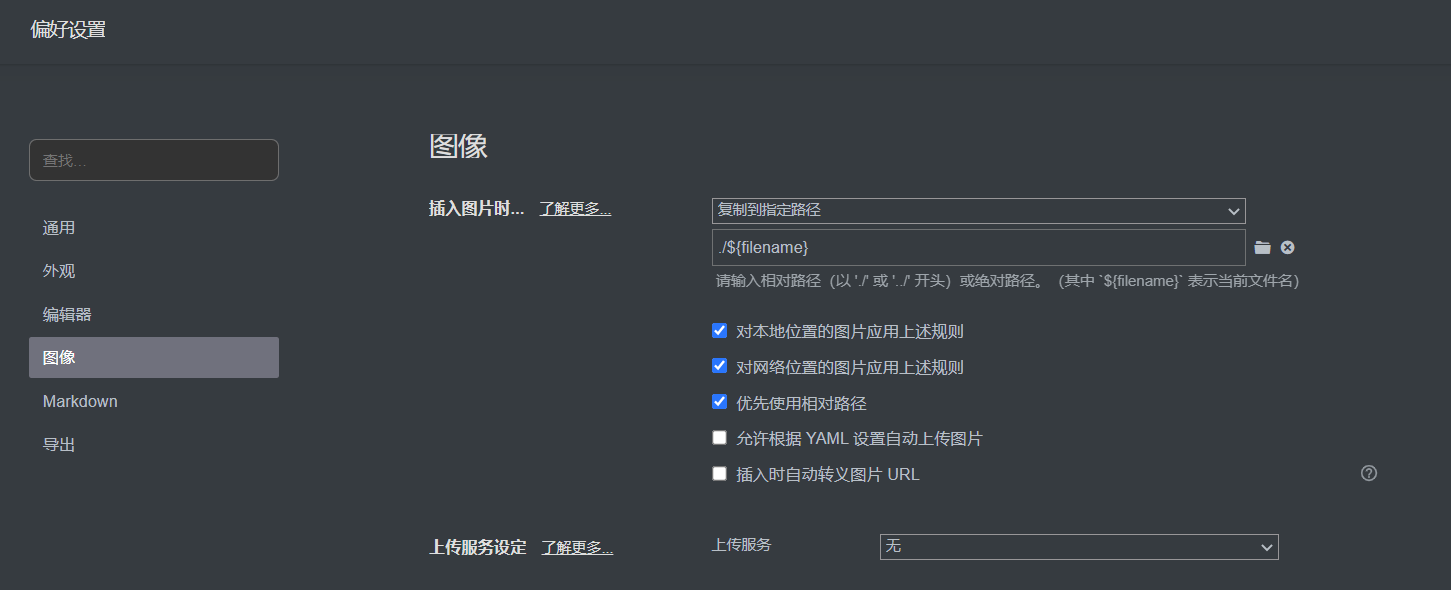 偏好设置
查找...
通用
外观
编辑器
图像
Markdown
导出
图像
插入图片时... 了解更多...
复制到指定路径
./${filename}
请输入相对路径（以 './' 或 '../' 开头）或绝对路径。 （其中 `${filename}` 表示当前文件名）
对本地位置的图片应用上述规则
对网络位置的图片应用上述规则
优先使用相对路径
允许根据 YAML 设置自动上传图片
插入时自动转义图片 URL
上传服务设定 了解更多...
上传服务 无